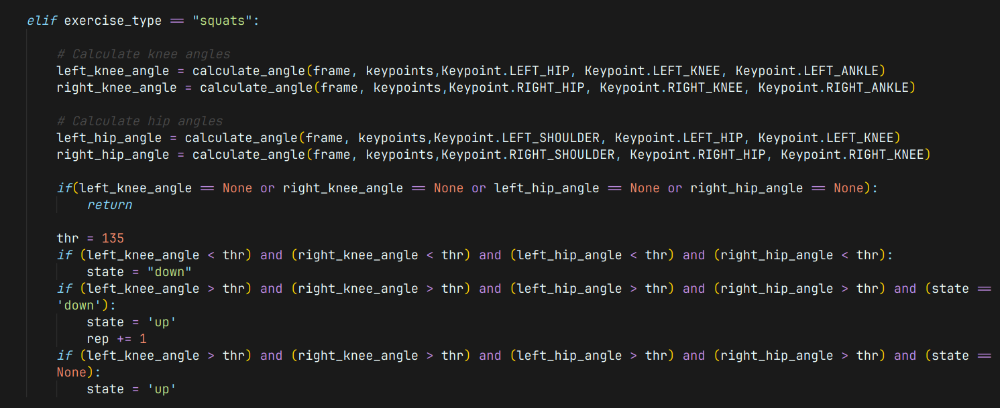 elif exercise_type == "squats":
# Calculate knee angles
left_knee_angle = calculate_angle(frame, keypoints,Keypoint.LEFT_HIP, Keypoint.LEFT_KNEE, Keypoint.LEFT_ANKLE)
right_knee_angle = calculate_angle(frame, keypoints,Keypoint.RIGHT_HIP, Keypoint.RIGHT_KNEE, Keypoint.RIGHT_ANKLE)
# Calculate hip angles
left_hip_angle = calculate_angle(frame, keypoints,Keypoint.LEFT_SHOULDER, Keypoint.LEFT_HIP, Keypoint.LEFT_KNEE)
right_hip_angle = calculate_angle(frame, keypoints,Keypoint.RIGHT_SHOULDER, Keypoint.RIGHT_HIP, Keypoint.RIGHT_KNEE)
if(left_knee_angle == None or right_knee_angle == None or left_hip_angle == None or right_hip_angle == None):
return
thr = 135
if (left_knee_angle < thr) and (right_knee_angle < thr) and (left_hip_angle < thr) and (right_hip_angle < thr):
state = "down"
if (left_knee_angle > thr) and (right_knee_angle > thr) and (left_hip_angle > thr) and (right_hip_angle > thr) and (state ==
'down'):
state = 'up'
rep += 1
if (left_knee_angle > thr) and (right_knee_angle > thr) and (left_hip_angle > thr) and (right_hip_angle > thr) and (state ==
None):
state = 'up'